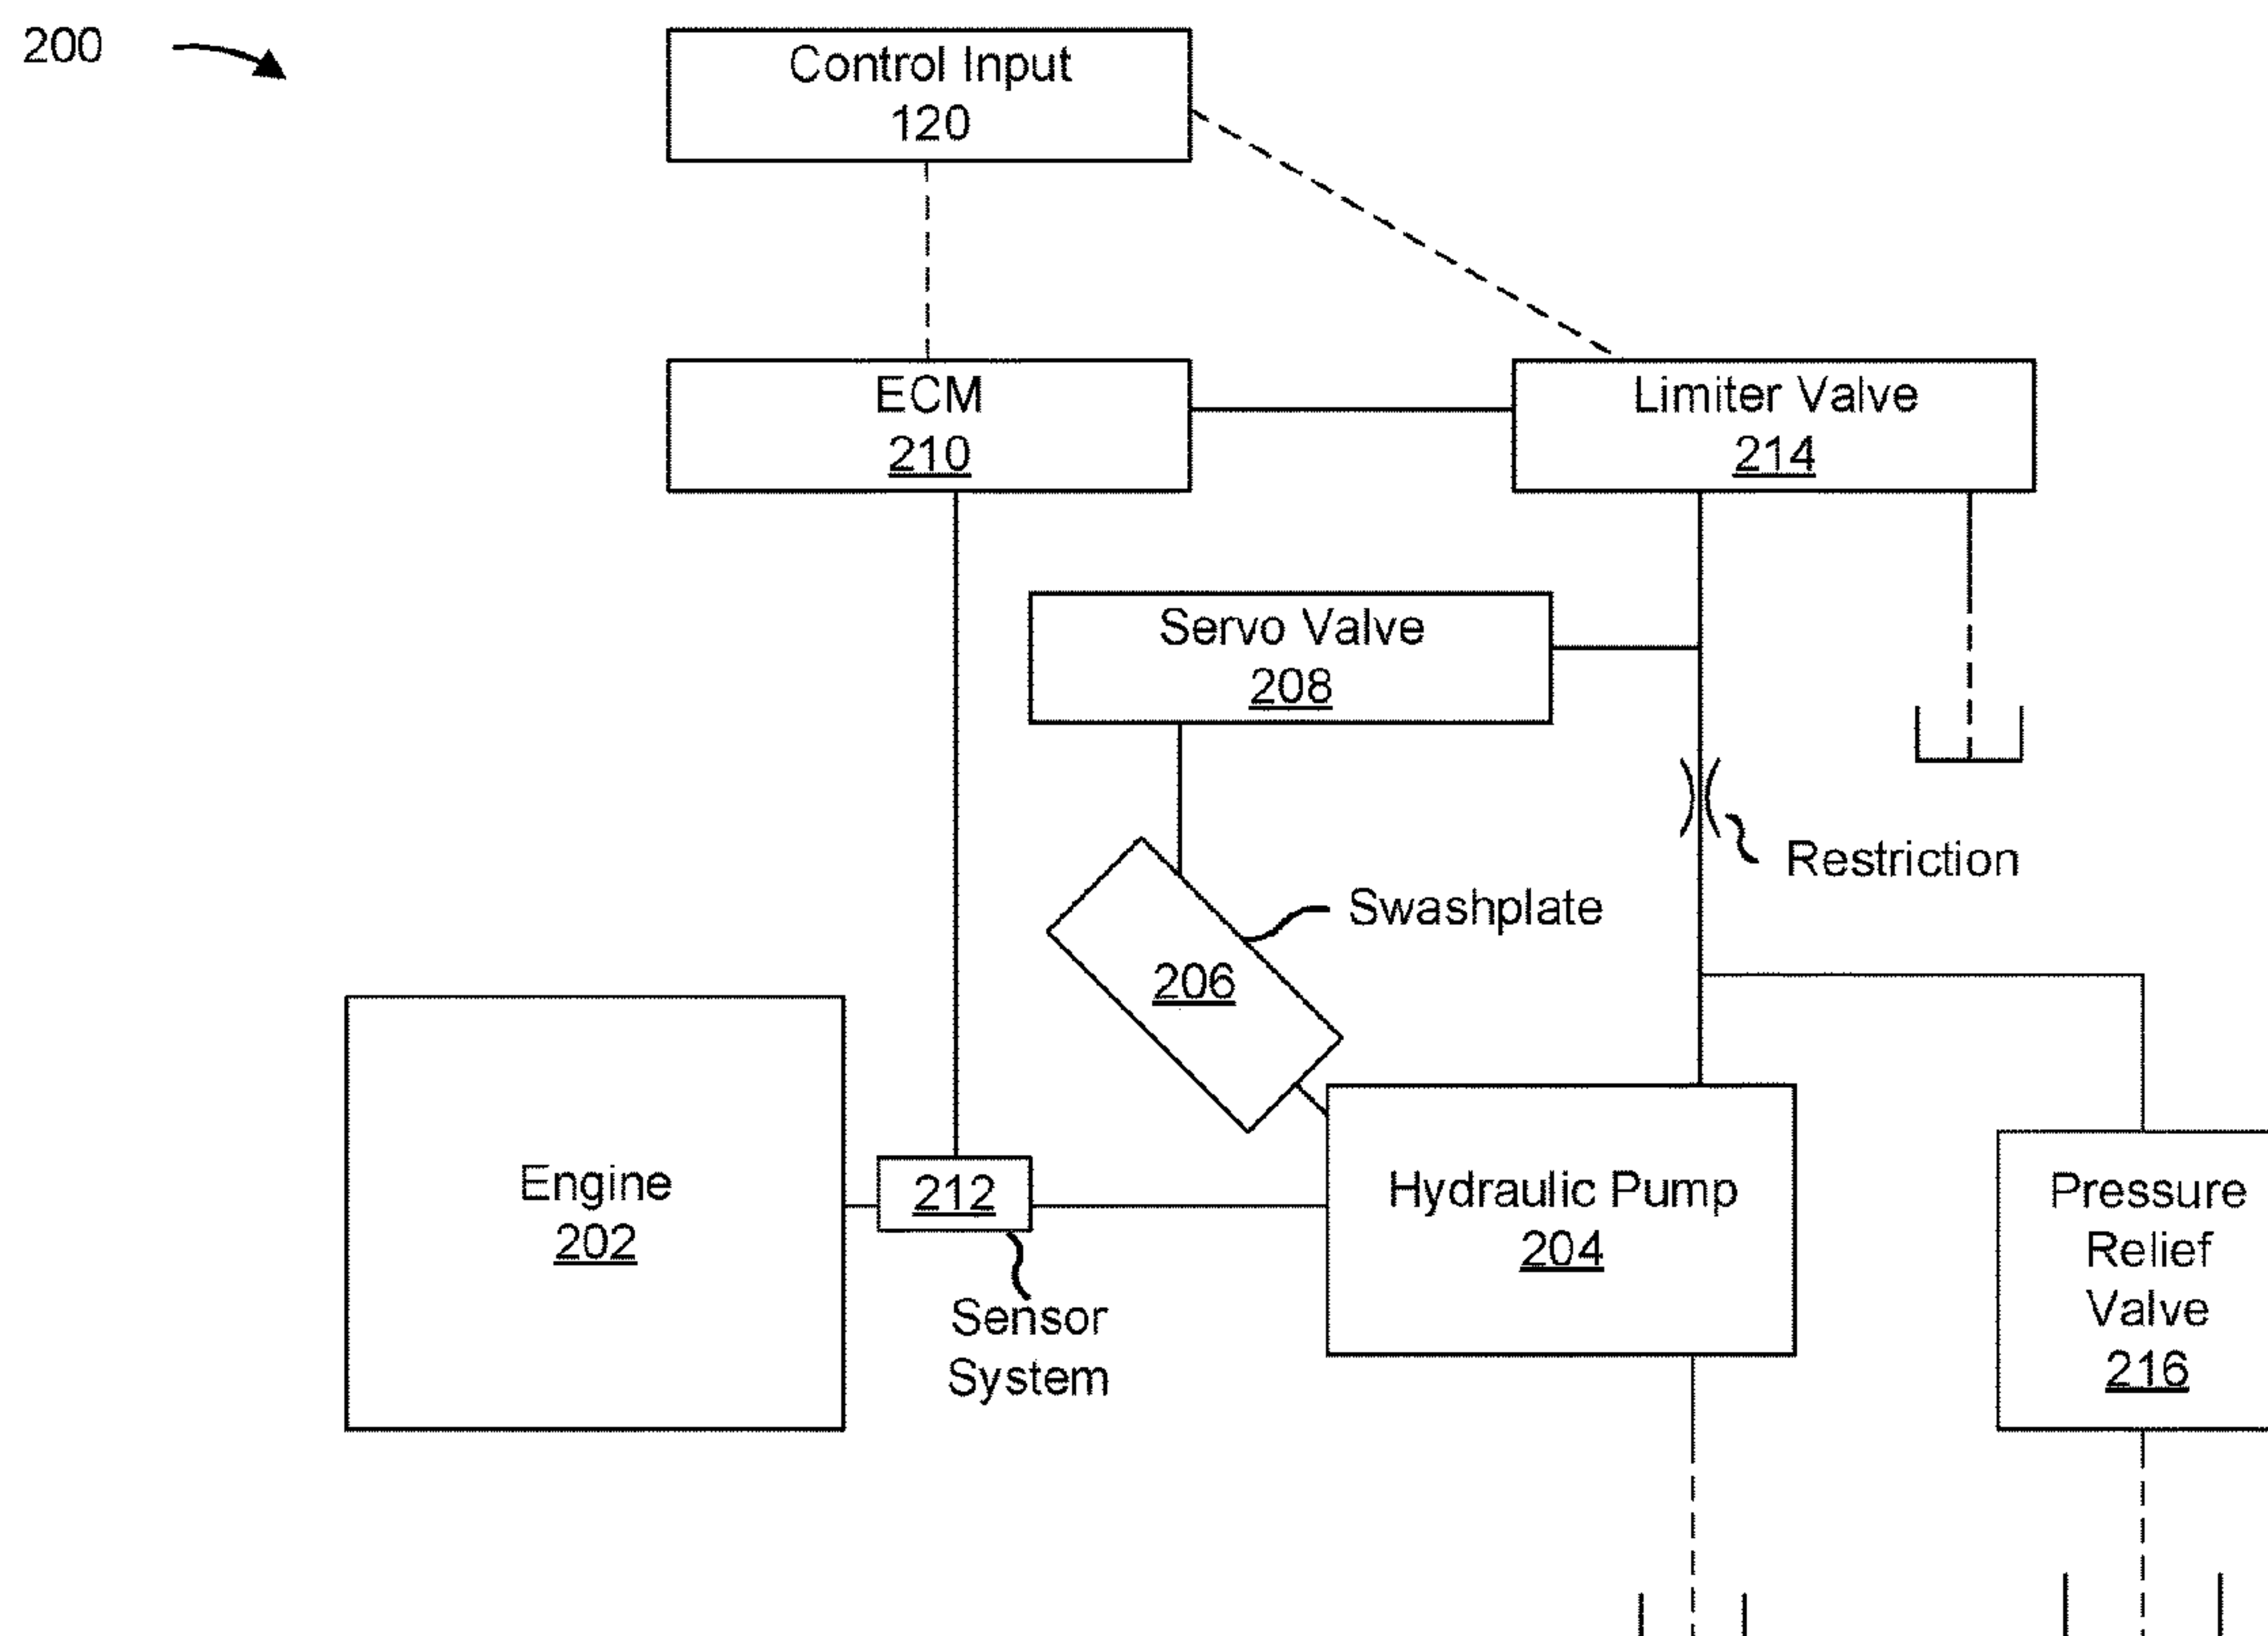 200
Control Input
120
ECM
210
Limiter Valve
214
Servo Valve
208
Restriction
Swashplate
206
Engine
202
212
Sensor
System
Hydraulic Pump
204
Pressure
Relief
Valve
216